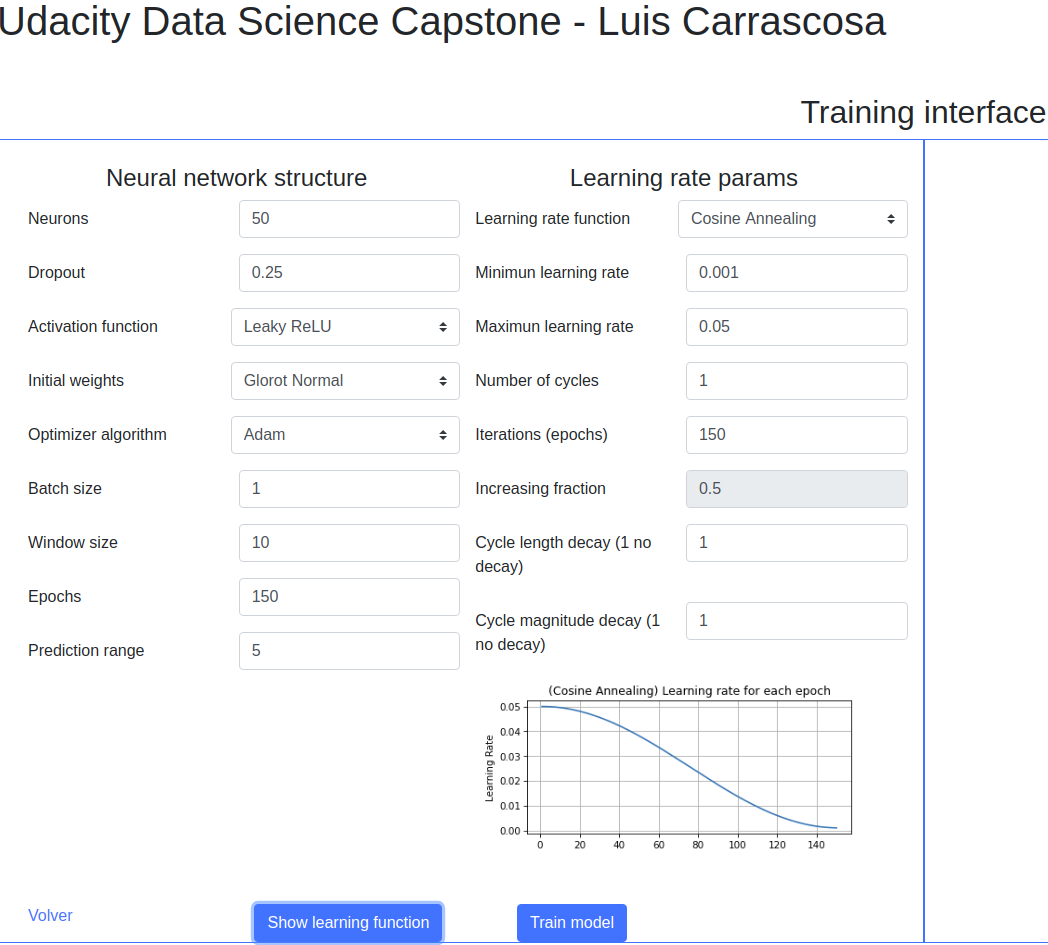 Udacity Data Science Capstone - Luis Carrascosa
Training interface
Neural network structure
Neurons 50
Dropout 0.25
Activation function Leaky ReLU
Initial weights Glorot Normal
Optimizer algorithm Adam
Batch size 1
Window size 10
Epochs 150
Prediction range 5
Learning rate params
Learning rate function Cosine Annealing
Minimun learning rate 0.001
Maximun learning rate 0.05
Number of cycles 1
Iterations (epochs) 150
Increasing fraction 0.5
Cycle length decay (1 no 1
decay)
Cycle magnitude decay (1 1
no decay)
(Cosine Annealing) Learning rate for each epoch
Learning Rate
0.05
0.04
0.03
0.02
0.01
0.00
0 20 40 60 80 100 120 140
Volver Show learning function Train model